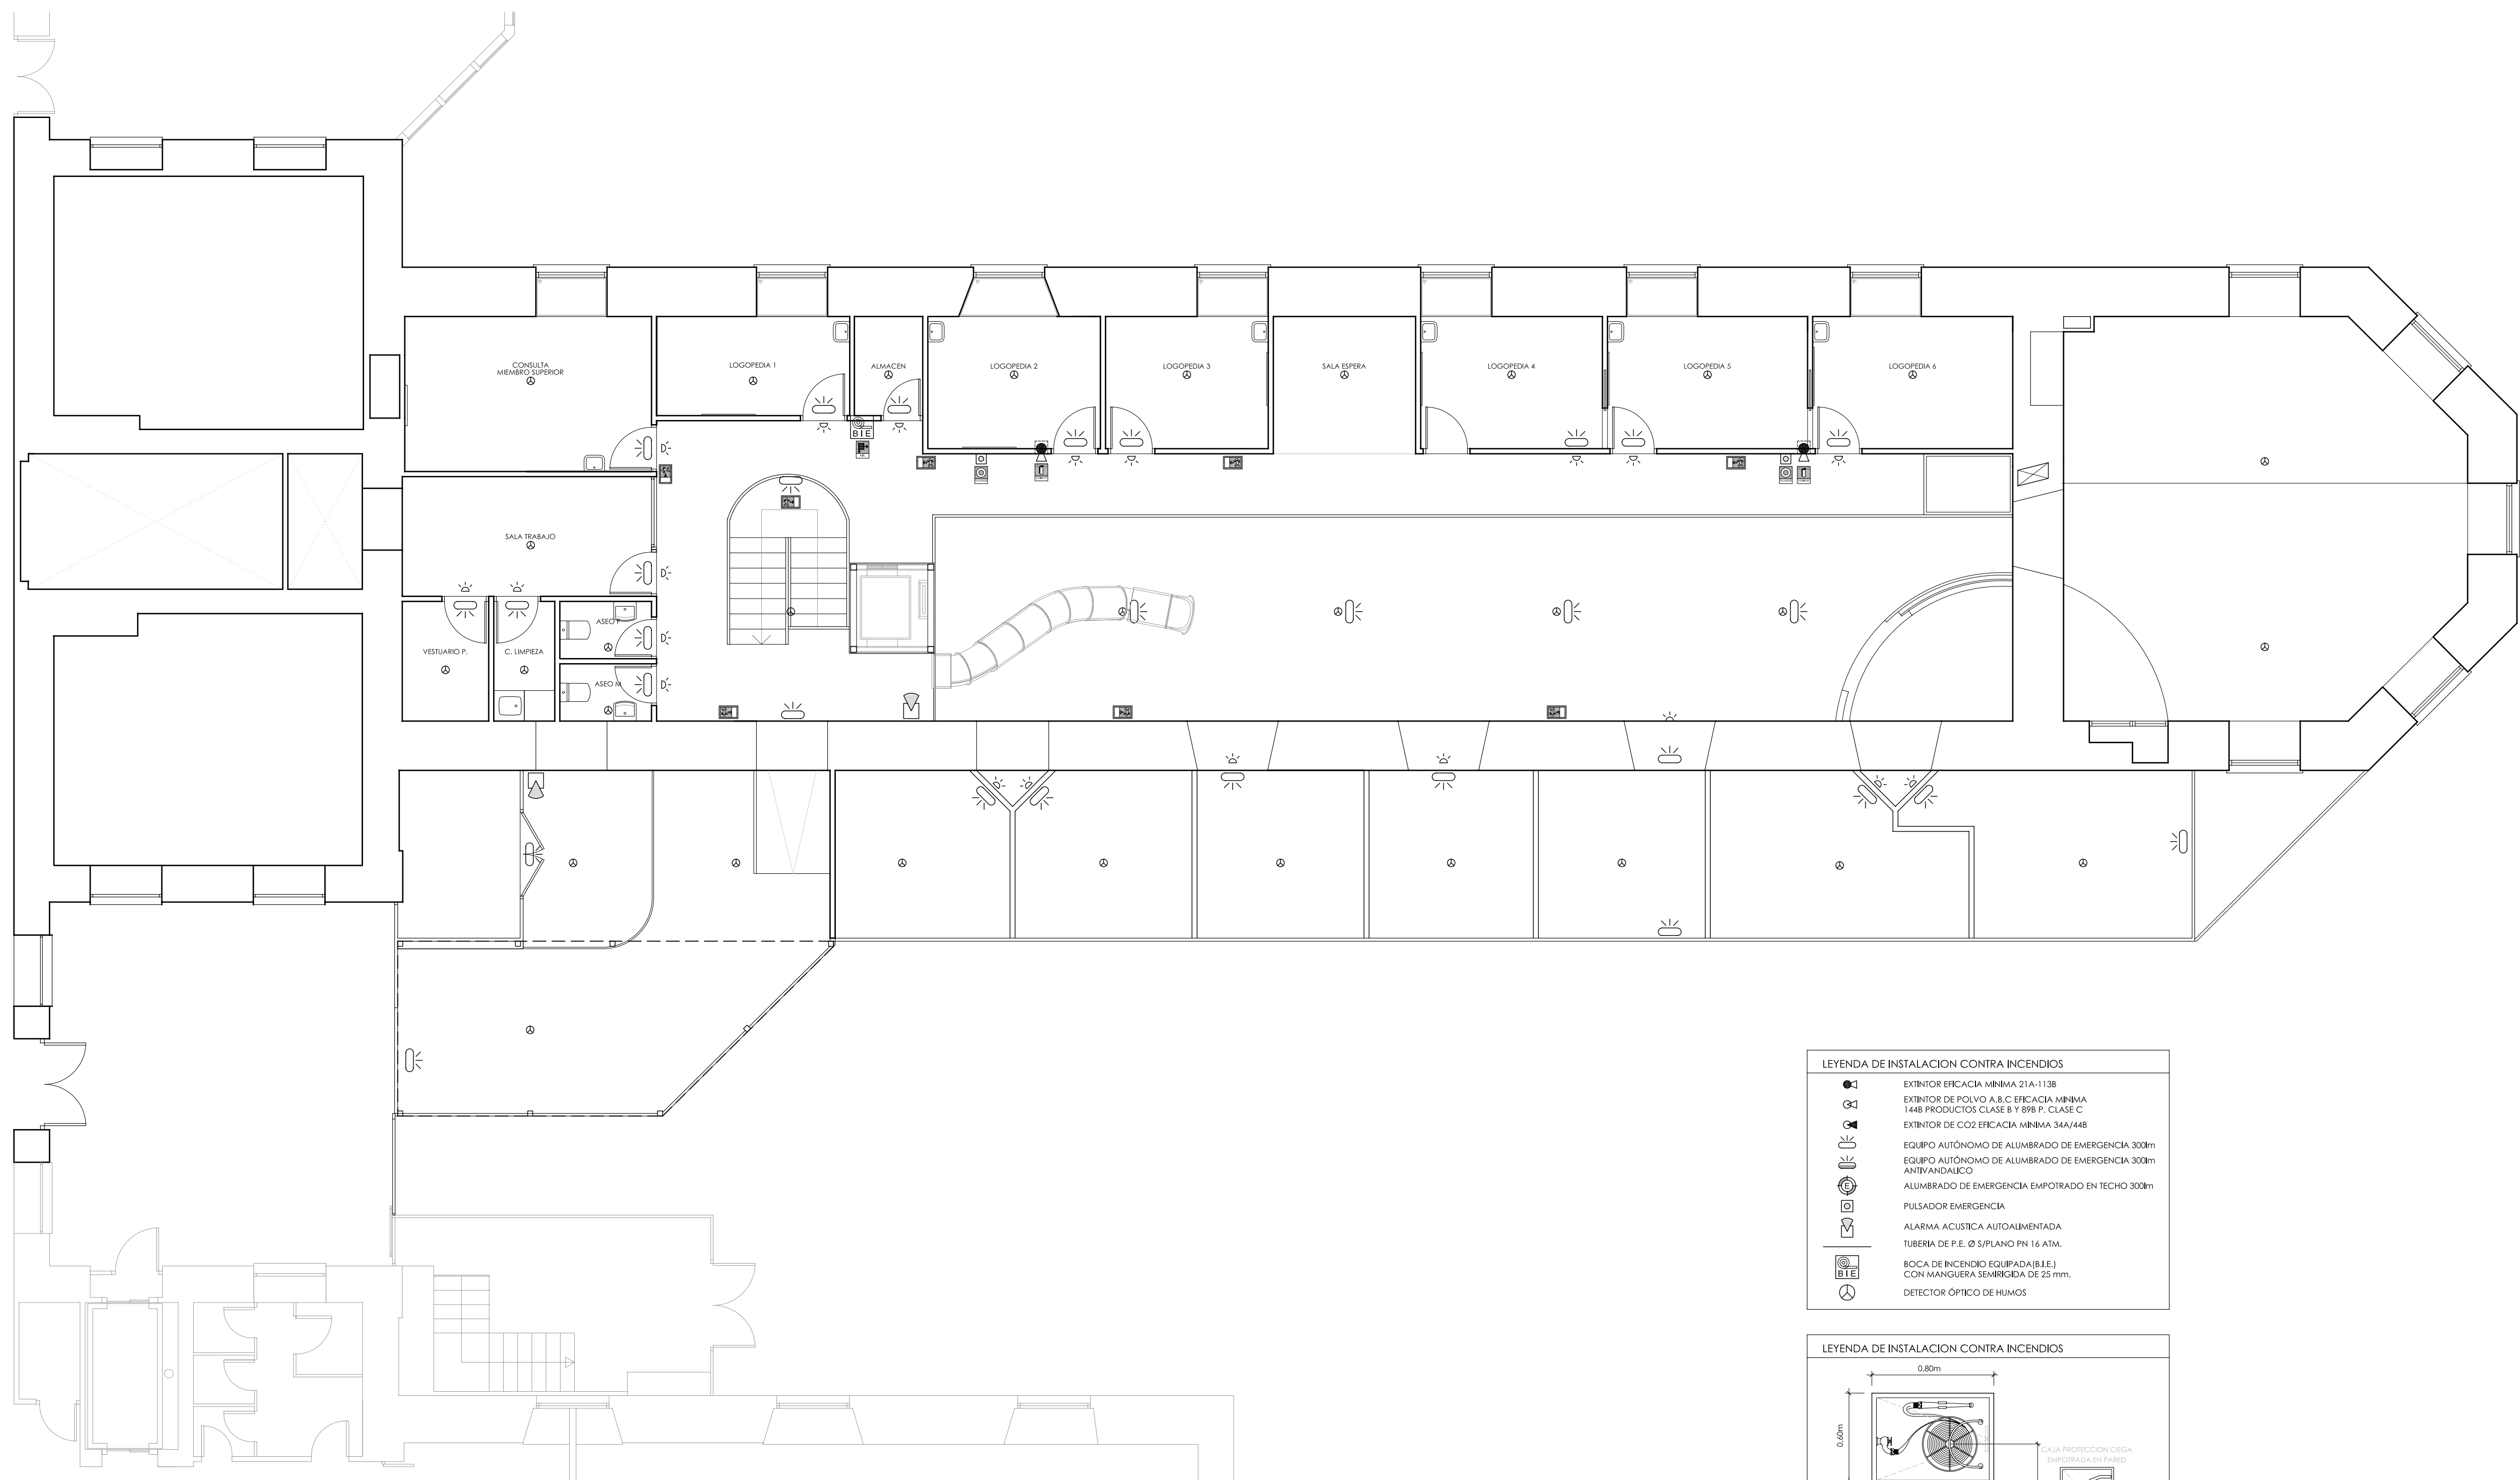 CONSULTA
MIEMBRO SUPERIOR
LOGOPEDIA 1
ALMACEN
LOGOPEDIA 2
LOGOPEDIA 3
SALA ESPERA
LOGOPEDIA 4
LOGOPEDIA 5
LOGOPEDIA 6
BIE
SALA TRABAJO
VESTUARIO P.
C. LIMPIEZA
ASEO F
ASEO M
LEYENDA DE INSTALACION CONTRA INCENDIOS
EXTINTOR EFICACIA MINIMA 21A-113B
EXTINTOR DE POLVO A,B,C EFICACIA MINIMA
144B PRODUCTOS CLASE B Y 89B P. CLASE C
EXTINTOR DE CO2 EFICACIA MINIMA 34A/44B
EQUIPO AUTÓNOMO DE ALUMBRADO DE EMERGENCIA 300lm
EQUIPO AUTÓNOMO DE ALUMBRADO DE EMERGENCIA 300lm
ANTIVANDALICO
E
ALUMBRADO DE EMERGENCIA EMPOTRADO EN TECHO 300lm
PULSADOR EMERGENCIA
ALARMA ACUSTICA AUTOALIMENTADA
TUBERIA DE P.E. Ø S/PLANO PN 16 ATM.
BIE
BOCA DE INCENDIO EQUIPADA(B.I.E.)
CON MANGUERA SEMIRIGIDA DE 25 mm.
DETECTOR ÓPTICO DE HUMOS
LEYENDA DE INSTALACION CONTRA INCENDIOS
0.80m
0.60m
CAJA PROTECCION CIEGA
EMPOTRADA EN PARED